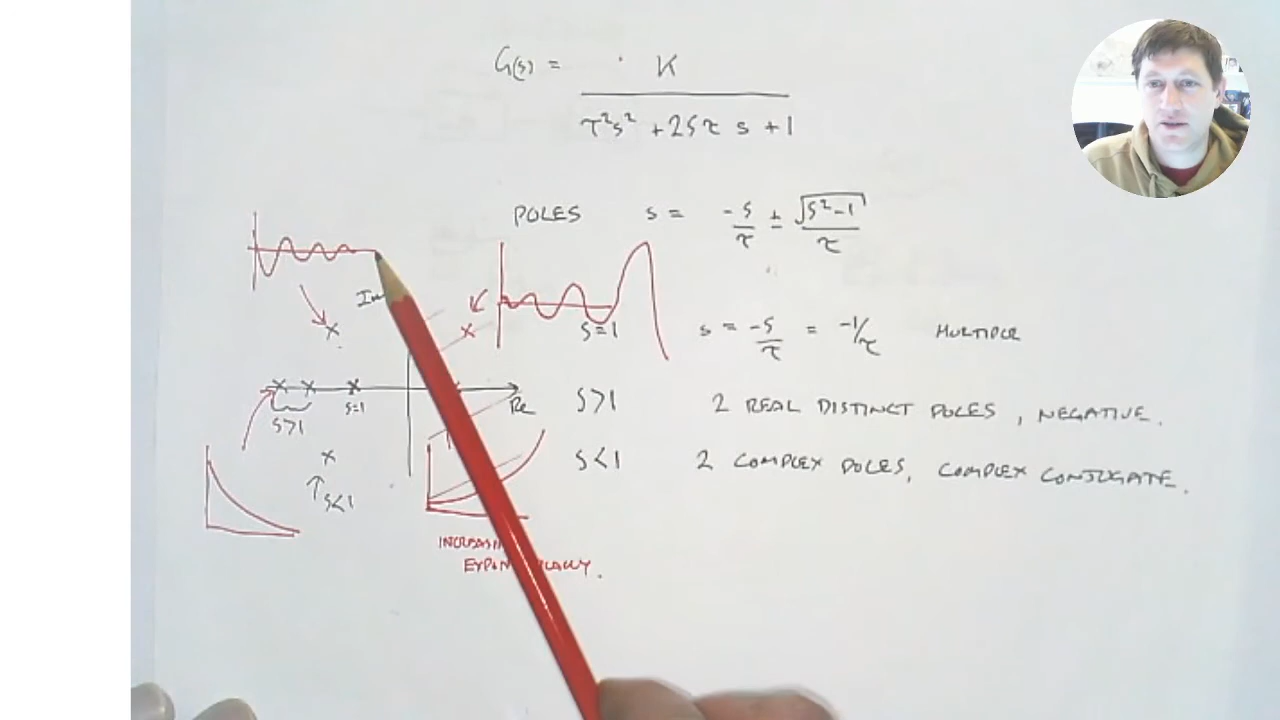 G(s) = K
τ²s² + 2ζτ s + 1
POLES s = -ζ/τ ± √ζ²-1/τ
Im
ζ=1 s = -ζ/τ = -1/τ MULTIPLE
Re
ζ=1
ζ>1 2 REAL DISTINCT POLES, NEGATIVE.
ζ>1
ζ<1 2 COMPLEX POLES, COMPLEX CONJUGATE.
ζ<1